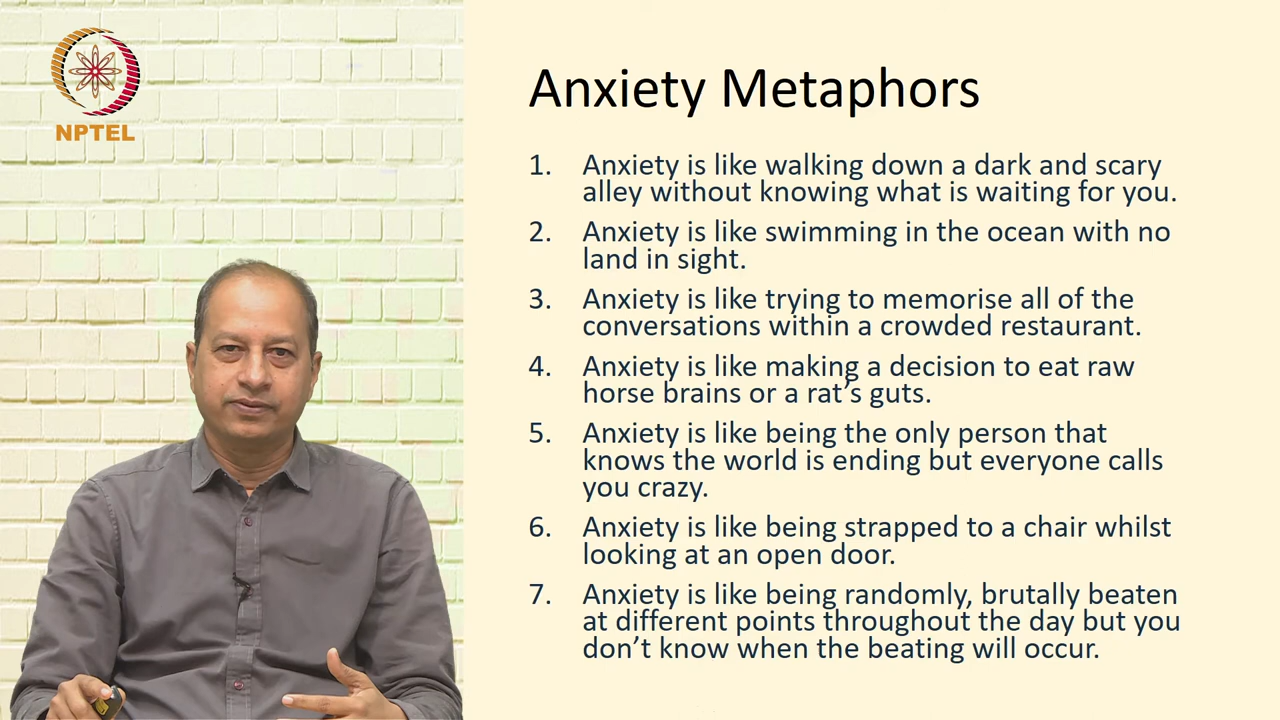 NPTEL
Anxiety Metaphors
1. Anxiety is like walking down a dark and scary
alley without knowing what is waiting for you.
2. Anxiety is like swimming in the ocean with no
land in sight.
3. Anxiety is like trying to memorise all of the
conversations within a crowded restaurant.
4. Anxiety is like making a decision to eat raw
horse brains or a rat’s guts.
5. Anxiety is like being the only person that
knows the world is ending but everyone calls
you crazy.
6. Anxiety is like being strapped to a chair whilst
looking at an open door.
7. Anxiety is like being randomly, brutally beaten
at different points throughout the day but you
don’t know when the beating will occur.